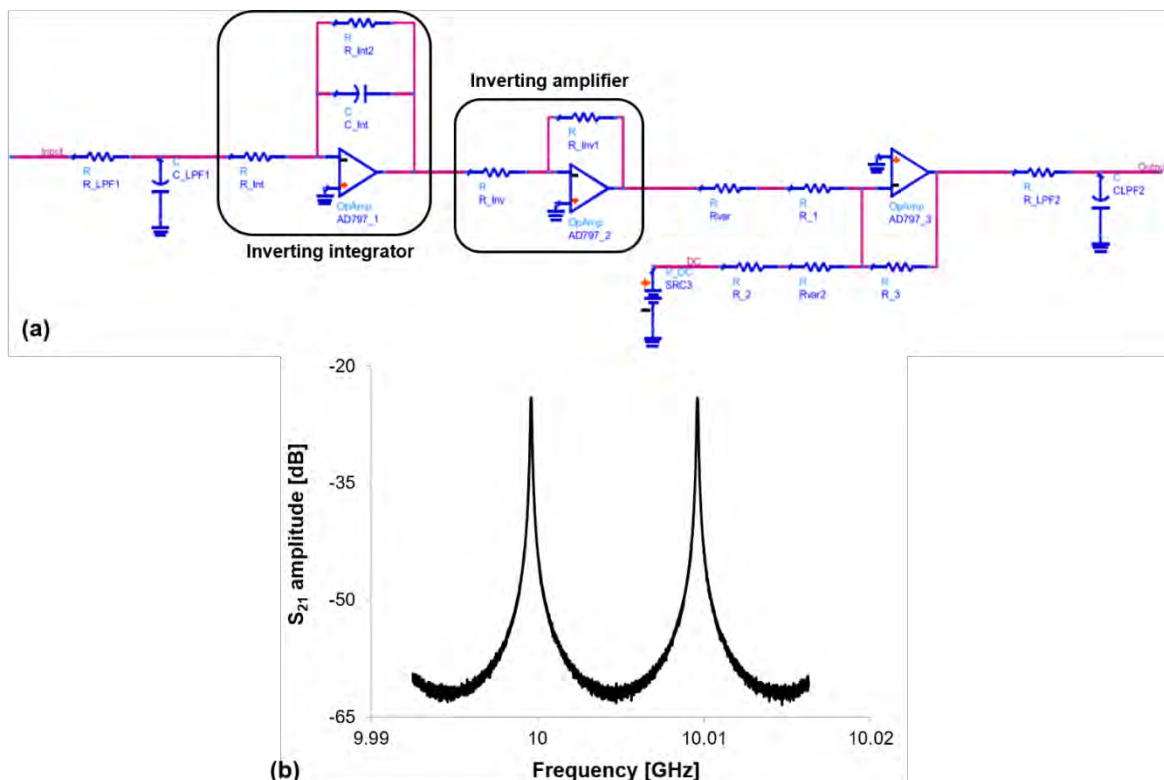 R
R_Int2
Inverting amplifier
C
C_Int
R
R_Inv1
Input
R
R_LPF1
C
C_LPF1
R
R_Int
OpAmp
AD797_1
R
R_Inv
OpAmp
AD797_2
R
Rvar
R
R_1
OpAmp
AD797_3
R
R_LPF2
Output
C
CLPF2
Inverting integrator
DC
V_DC
SRC3
R
R_2
R
Rvar2
R
R_3
(a)
-20
-35
-50
-65
S21 amplitude [dB]
9.99
10
10.01
10.02
Frequency [GHz]
(b)